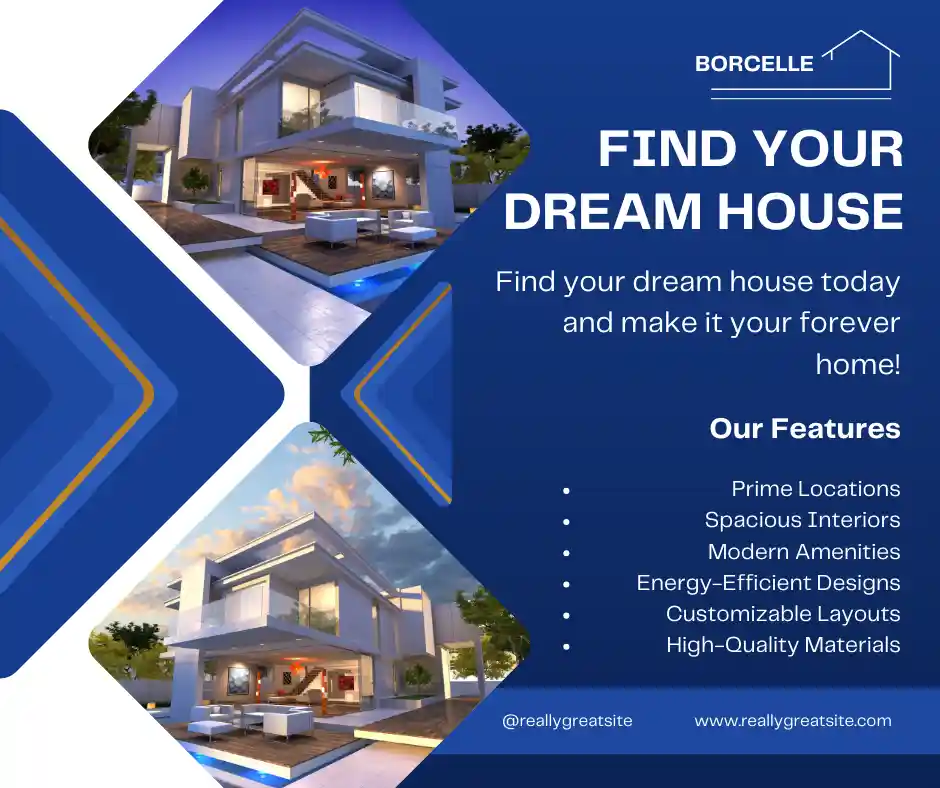 BORCELLE
FIND YOUR
DREAM HOUSE
Find your dream house today
and make it your forever
home!
Our Features
• Prime Locations
• Spacious Interiors
• Modern Amenities
• Energy-Efficient Designs
• Customizable Layouts
• High-Quality Materials
@reallygreatsite www.reallygreatsite.com